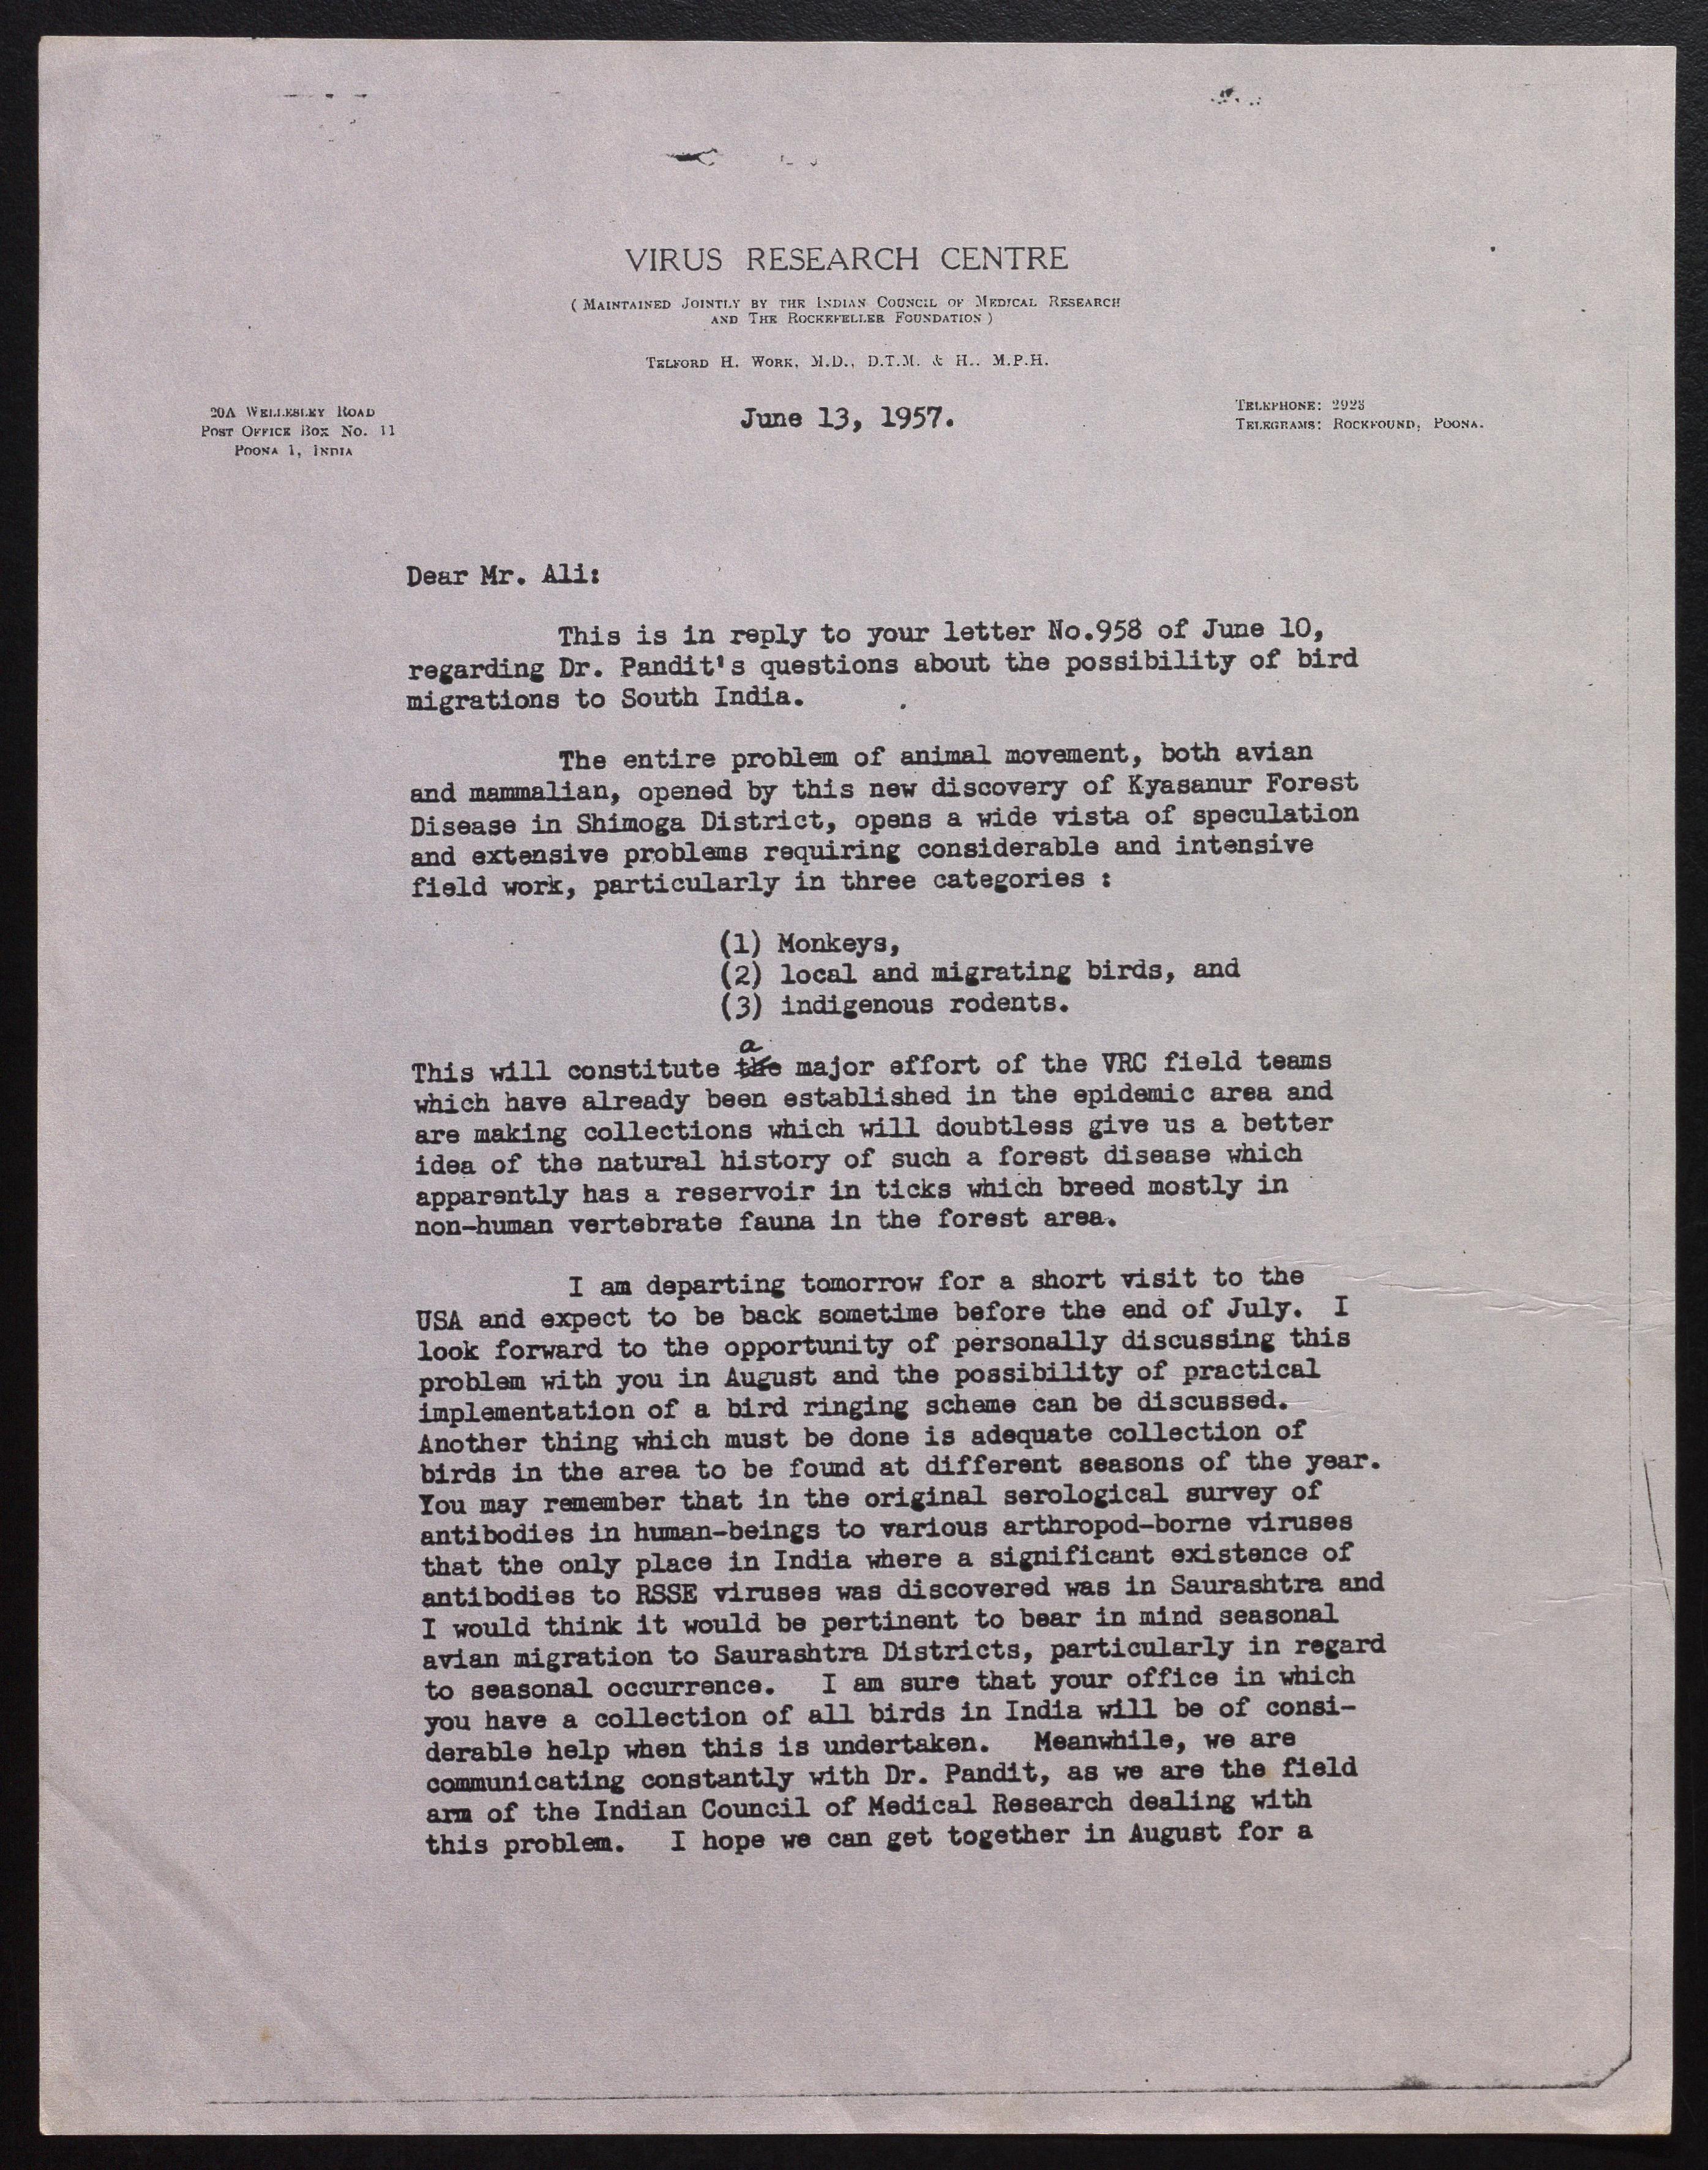 VIRUS RESEARCH CENTRE
( MAINTAINED JOINTLY BY THE INDIAN COUNCIL OF MEDICAL RESEARCH
AND THE ROCKEFELLER FOUNDATION )
TELFORD H. WORK, M.D., D.T.M. & H.. M.P.H.
20A WELLESLEY ROAD
POST OFFICE BOX NO. 11
POONA 1, INDIA
June 13, 1957.
TELEPHONE: 2928
TELEGRAMS: ROCKFOUND, POONA.
Dear Mr. Ali:
This is in reply to your letter No.958 of June 10,
regarding Dr. Pandit's questions about the possibility of bird
migrations to South India.
The entire problem of animal movement, both avian
and mammalian, opened by this new discovery of Kyasanur Forest
Disease in Shimoga District, opens a wide vista of speculation
and extensive problems requiring considerable and intensive
field work, particularly in three categories :
(1) Monkeys,
(2) local and migrating birds, and
(3) indigenous rodents.
a
This will constitute the major effort of the VRC field teams
which have already been established in the epidemic area and
are making collections which will doubtless give us a better
idea of the natural history of such a forest disease which
apparently has a reservoir in ticks which breed mostly in
non-human vertebrate fauna in the forest area.
I am departing tomorrow for a short visit to the
USA and expect to be back sometime before the end of July. I
look forward to the opportunity of personally discussing this
problem with you in August and the possibility of practical
implementation of a bird ringing scheme can be discussed.
Another thing which must be done is adequate collection of
birds in the area to be found at different seasons of the year.
You may remember that in the original serological survey of
antibodies in human-beings to various arthropod-borne viruses
that the only place in India where a significant existence of
antibodies to RSSE viruses was discovered was in Saurashtra and
I would think it would be pertinent to bear in mind seasonal
avian migration to Saurashtra Districts, particularly in regard
to seasonal occurrence. I am sure that your office in which
you have a collection of all birds in India will be of consi-
derable help when this is undertaken. Meanwhile, we are
communicating constantly with Dr. Pandit, as we are the field
arm of the Indian Council of Medical Research dealing with
this problem. I hope we can get together in August for a